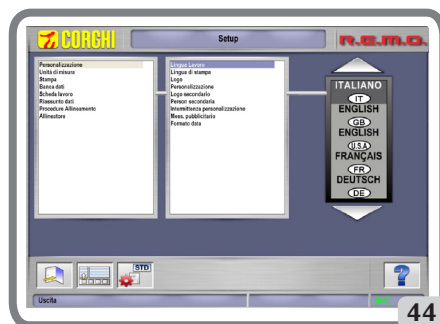 CORGHI
Setup
R.E.M.O.
Personalizzazione
Unità di misura
Stampa
Banca dati
Scheda lavoro
Riassunto dati
Procedure Allineamento
Allineatore
Lingua Lavoro
Lingua di stampa
Logo
Personalizzazione
Logo secondario
Person secondaria
Intermittenza personalizzazione
Mess. pubblicitario
Formato data
ITALIANO
IT
ENGLISH
GB
ENGLISH
U.S.A
FRANÇAIS
FR
DEUTSCH
DE
STD
?
Uscita
44